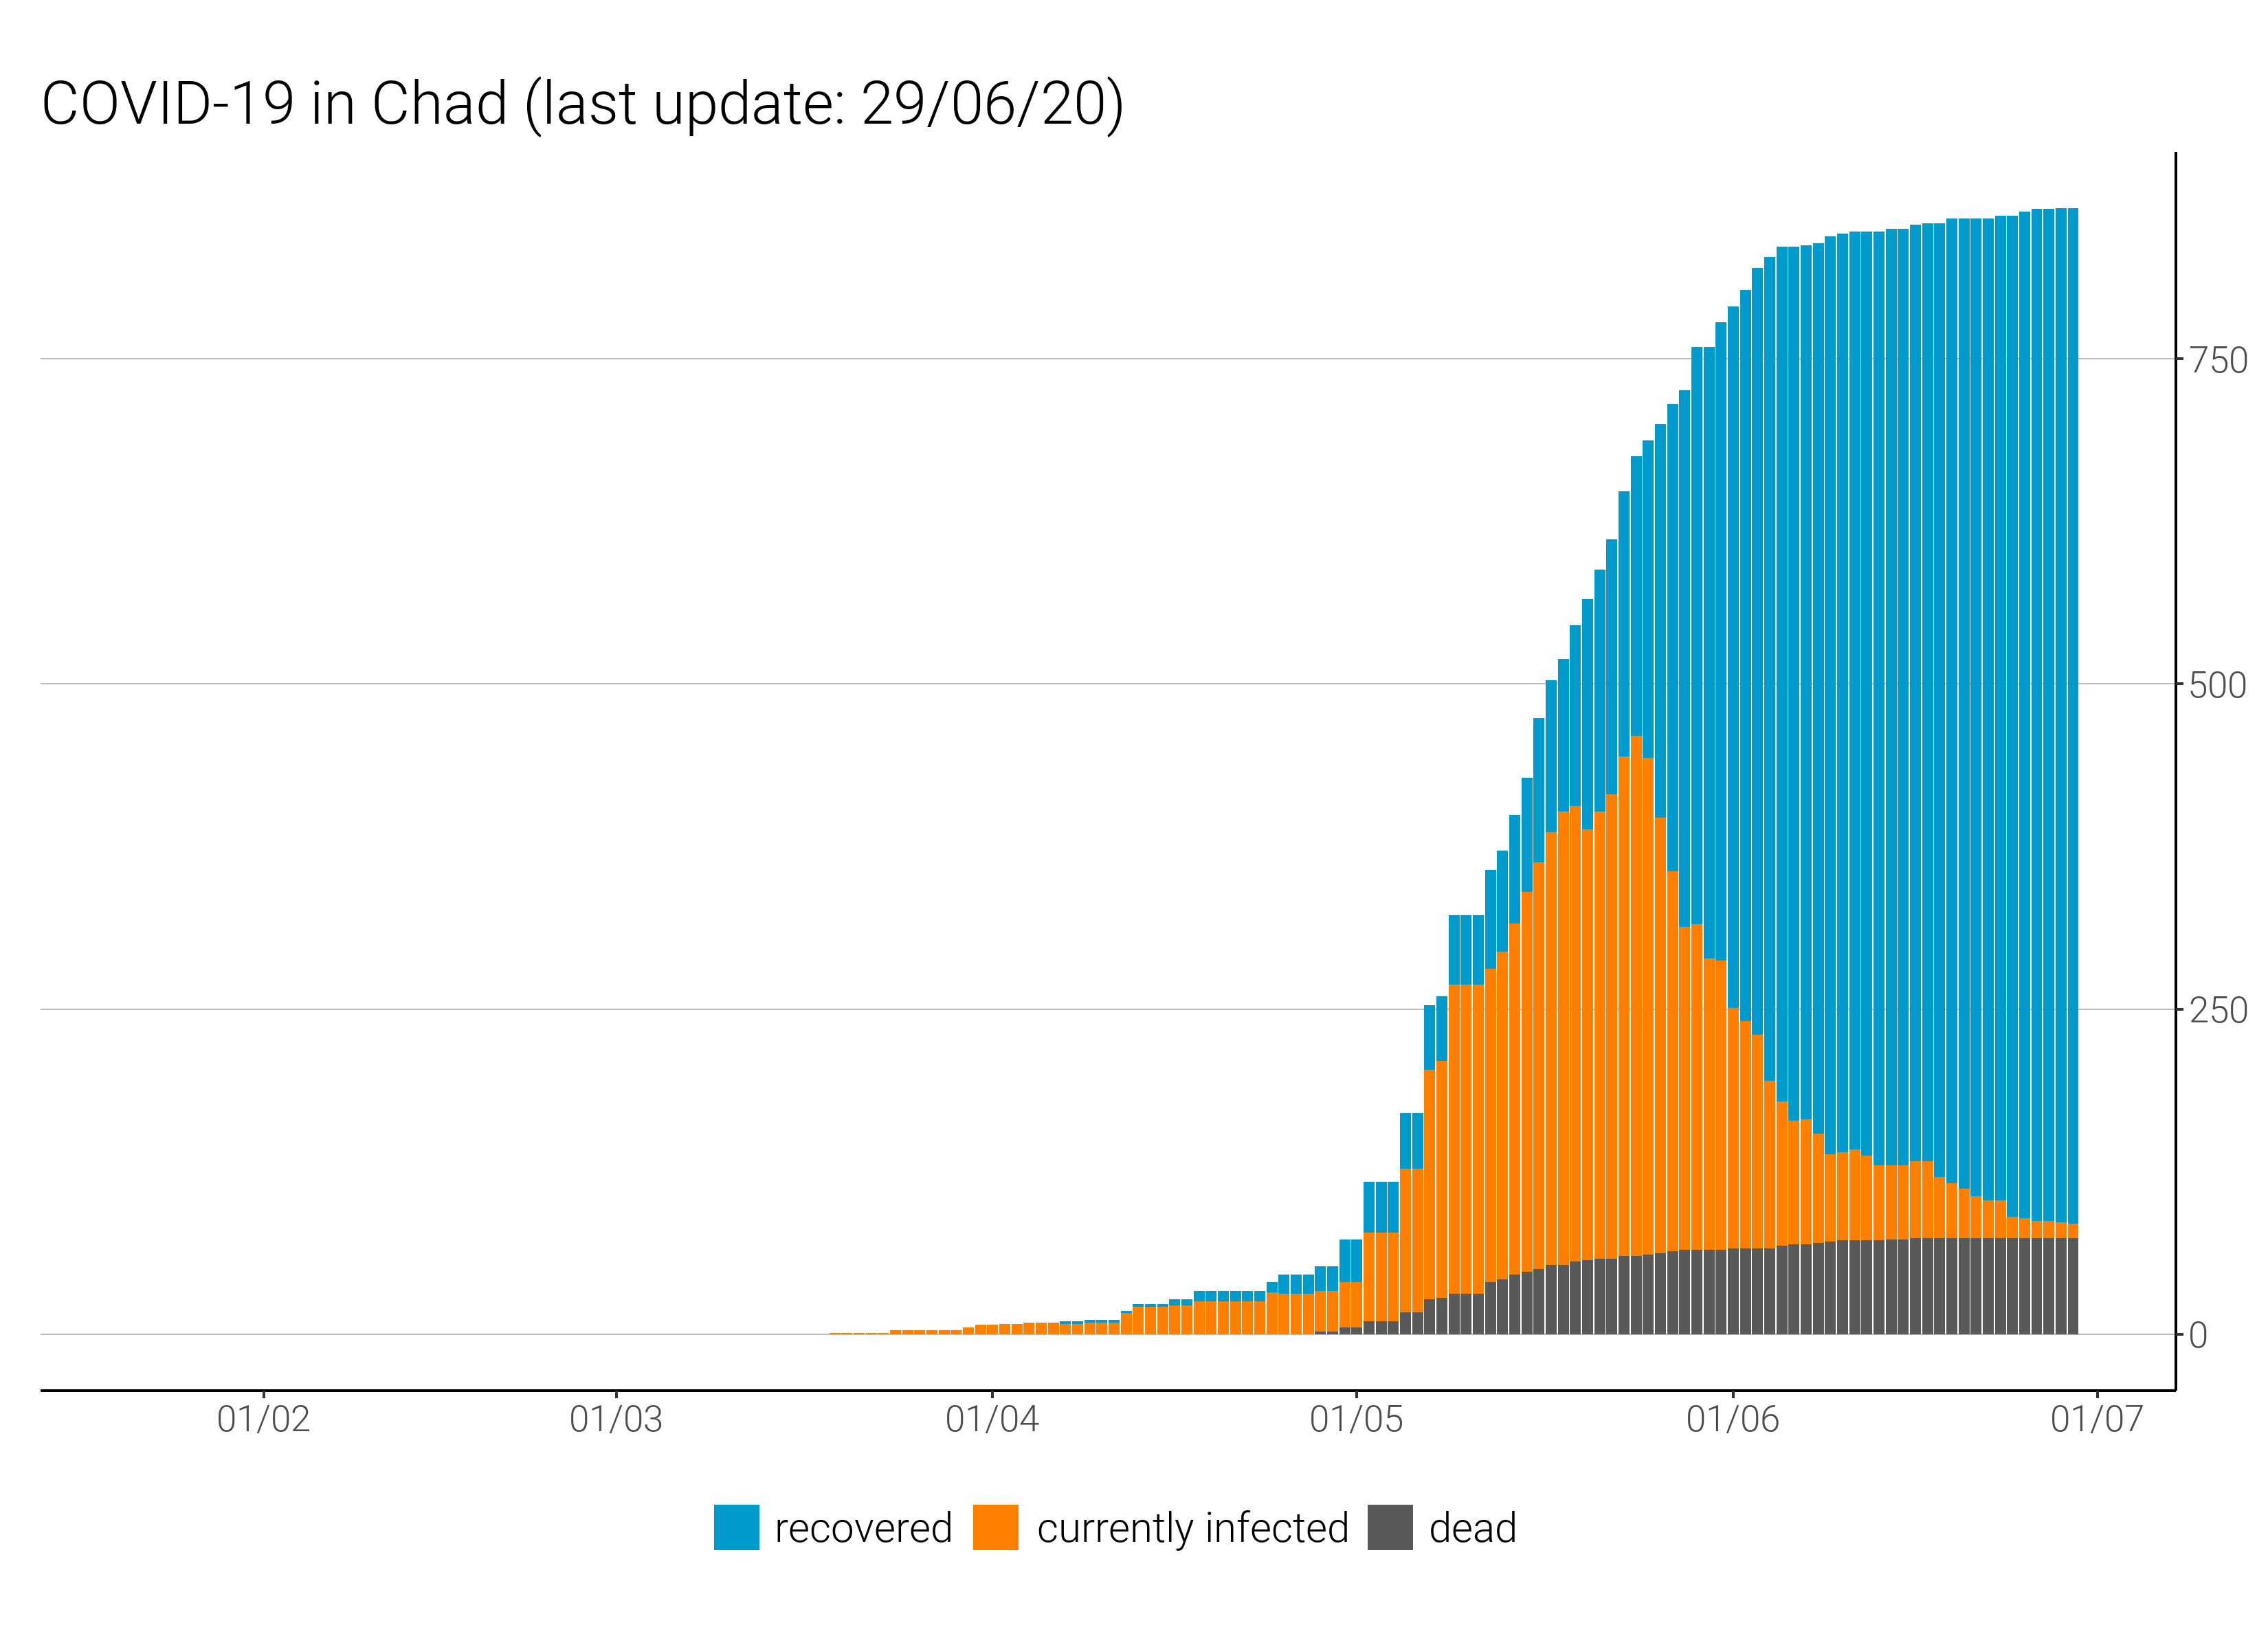 COVID-19 in Chad (last update: 29/06/20)
750
500
250
0
01/02 01/03 01/04 01/05 01/06 01/07
recovered currently infected dead